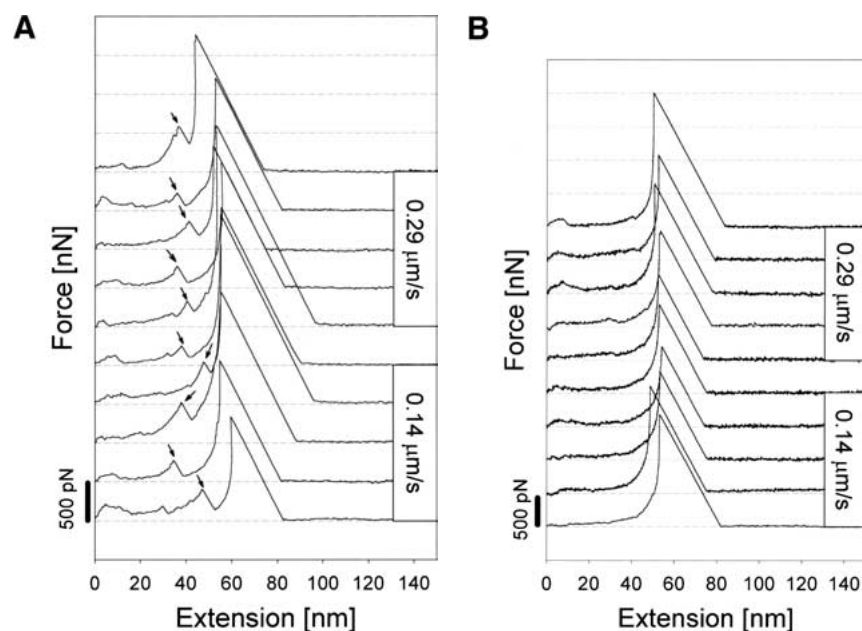 A
Force [nN]
500 pN
0.29 μm/s
0.14 μm/s
0 20 40 60 80 100 120 140
Extension [nm]
B
Force [nN]
500 pN
0.29 μm/s
0.14 μm/s
0 20 40 60 80 100 120 140
Extension [nm]